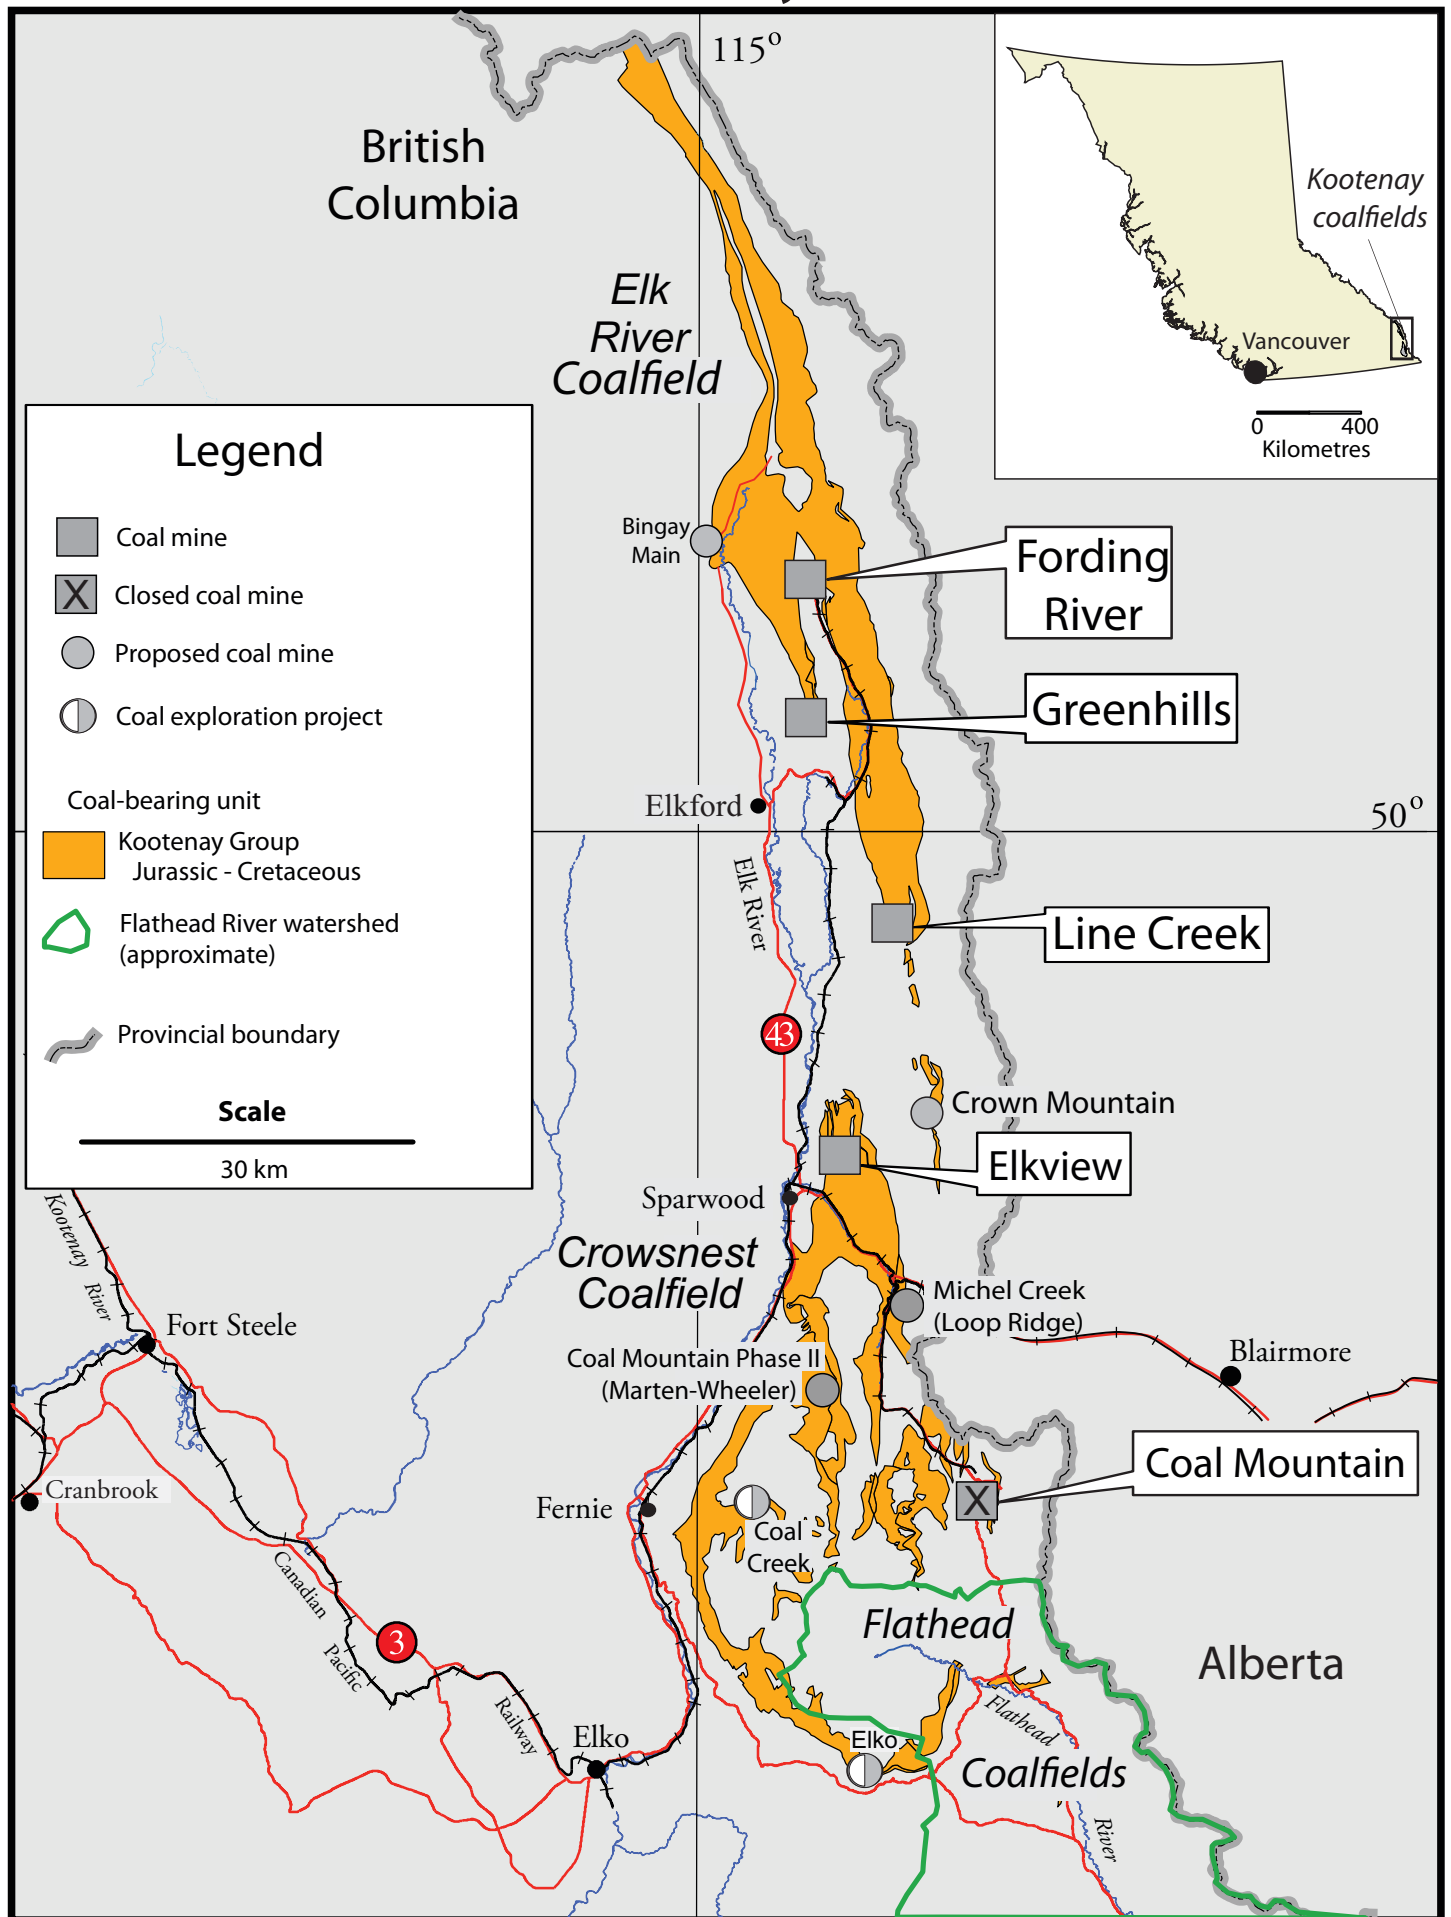 115°
British
Columbia
Kootenay
coalfields
Vancouver
0 400
Kilometres
Elk
River
Coalfield
Legend
Coal mine
X Closed coal mine
Proposed coal mine
Coal exploration project
Coal-bearing unit
Kootenay Group
Jurassic - Cretaceous
Flathead River watershed
(approximate)
Provincial boundary
Scale
30 km
Bingay
Main
Fording
River
Greenhills
Elkford
50°
Elk River
Line Creek
43
Crown Mountain
Elkview
Sparwood
Crowsnest
Coalfield
Kootenay River
Michel Creek
(Loop Ridge)
Fort Steele
Blairmore
Coal Mountain Phase II
(Marten-Wheeler)
Coal Mountain
X
Cranbrook
Fernie
Coal
Creek
Canadian
Pacific
Railway
3
Flathead
Alberta
Flathead
River
Elko
Elko
Coalfields